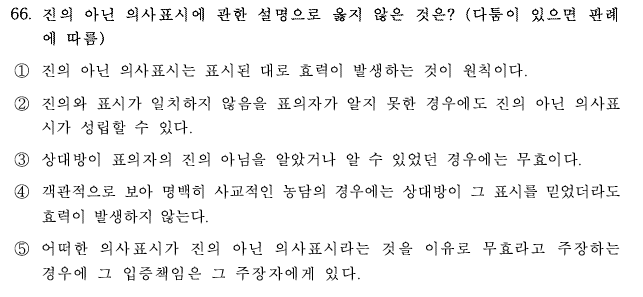 66. 진의 아닌 의사표시에 관한 설명으로 옳지 않은 것은? (다툼이 있으면 판례
에 따름)
① 진의 아닌 의사표시는 표시된 대로 효력이 발생하는 것이 원칙이다.
② 진의와 표시가 일치하지 않음을 표의자가 알지 못한 경우에도 진의 아닌 의사표
시가 성립할 수 있다.
③ 상대방이 표의자의 진의 아님을 알았거나 알 수 있었던 경우에는 무효이다.
④ 객관적으로 보아 명백히 사교적인 농담의 경우에는 상대방이 그 표시를 믿었더라도
효력이 발생하지 않는다.
⑤ 어떠한 의사표시가 진의 아닌 의사표시라는 것을 이유로 무효라고 주장하는
경우에 그 입증책임은 그 주장자에게 있다.